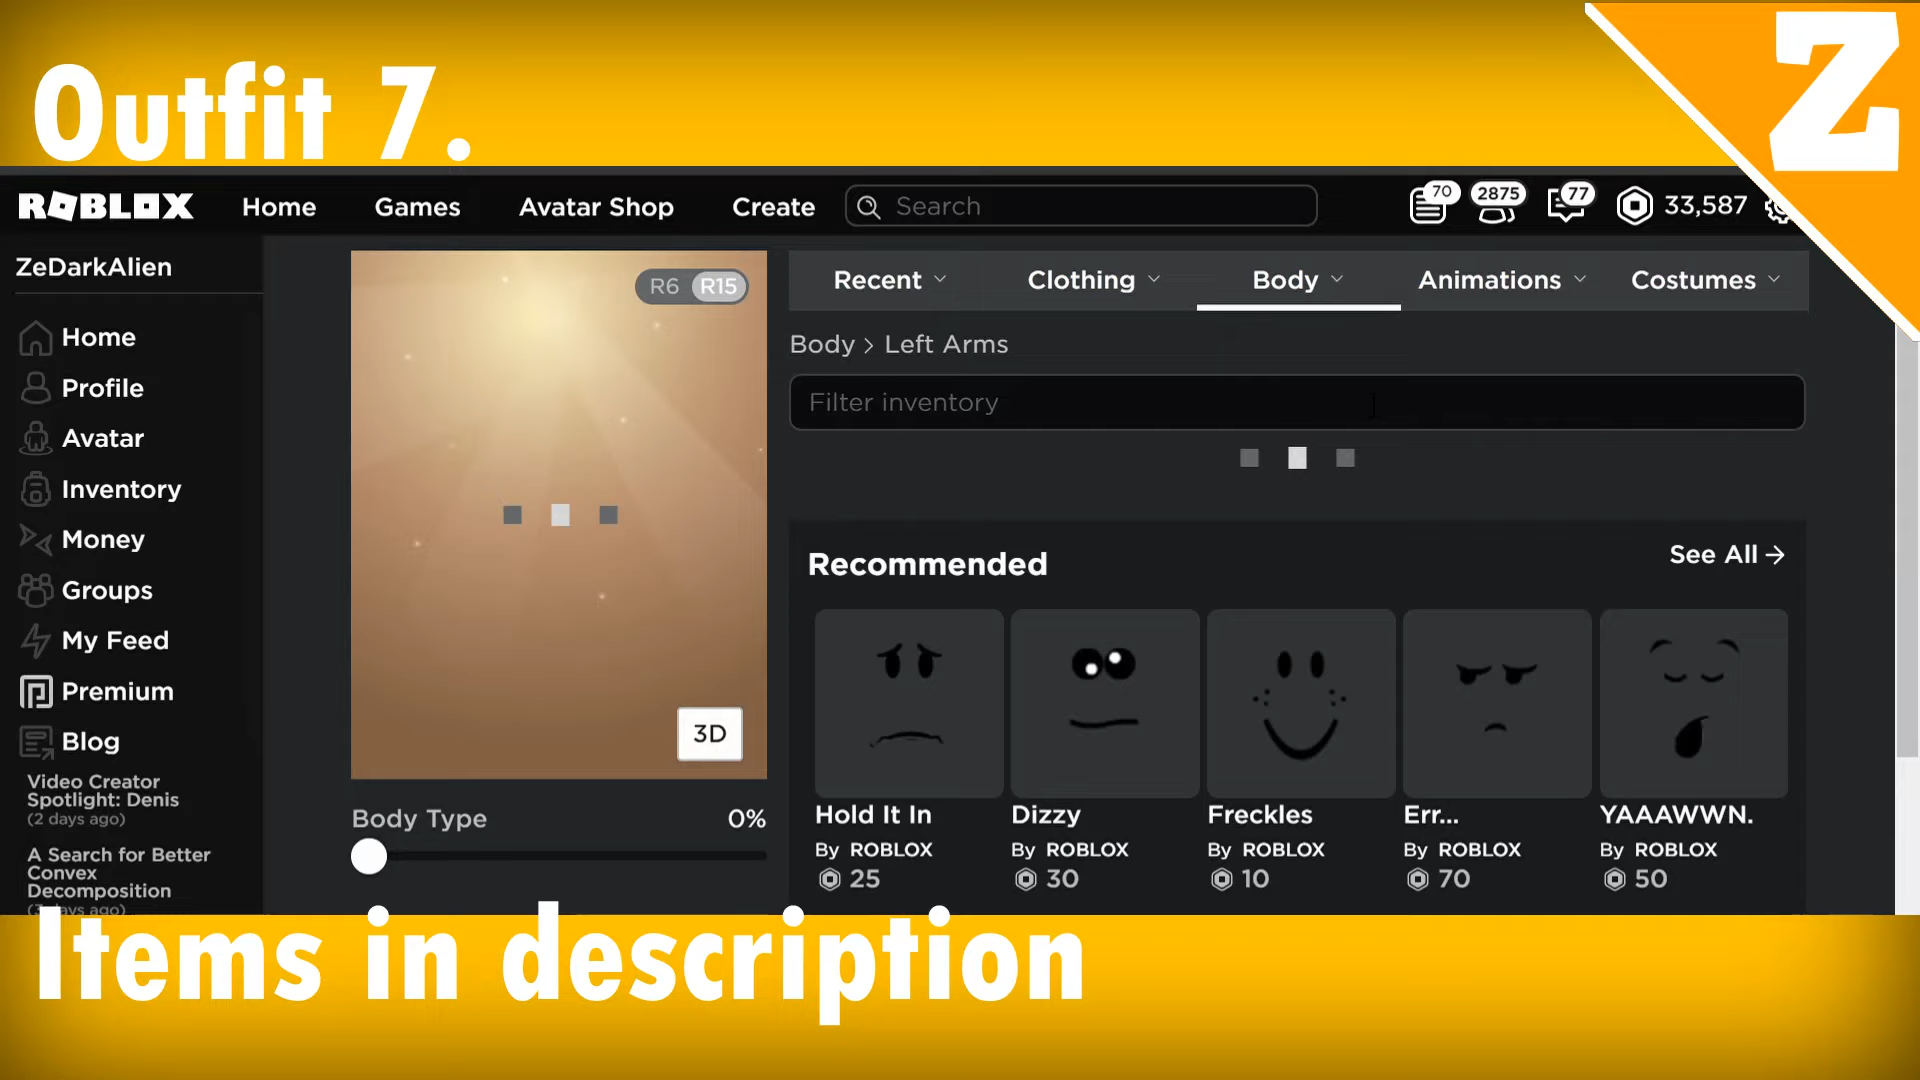 Outfit 7.
Z
ROBLOX Home Games Avatar Shop Create Search 70 2875 77 33,587
ZeDarkAlien
Home
Profile
Avatar
Inventory
Money
Groups
My Feed
Premium
Blog
Video Creator
Spotlight: Denis
(2 days ago)
A Search for Better
Convex
Decomposition
(3 days ago)
R6 R15
3D
Body Type 0%
Recent Clothing Body Animations Costumes
Body > Left Arms
Filter inventory
Recommended See All →
Hold It In Dizzy Freckles Err... YAAAWWN.
By ROBLOX By ROBLOX By ROBLOX By ROBLOX By ROBLOX
25 30 10 70 50
Items in description